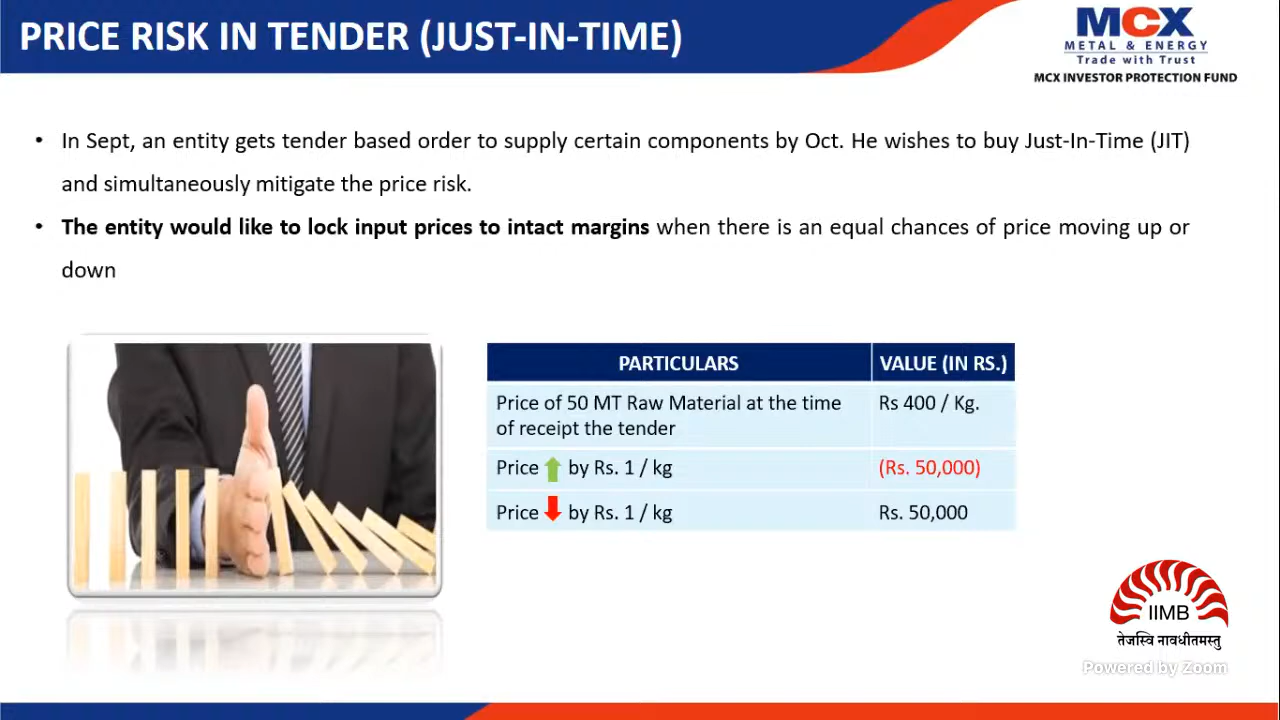 PRICE RISK IN TENDER (JUST-IN-TIME)
MCX
METAL & ENERGY
Trade with Trust
MCX INVESTOR PROTECTION FUND
• In Sept, an entity gets tender based order to supply certain components by Oct. He wishes to buy Just-In-Time (JIT)
and simultaneously mitigate the price risk.
• The entity would like to lock input prices to intact margins when there is an equal chances of price moving up or
down
PARTICULARS VALUE (IN RS.)
Price of 50 MT Raw Material at the time Rs 400 / Kg.
of receipt the tender
Price by Rs. 1 / kg (Rs. 50,000)
Price by Rs. 1 / kg Rs. 50,000
IIMB
तेजस्वि नावधीतमस्तु
Powered by Zoom